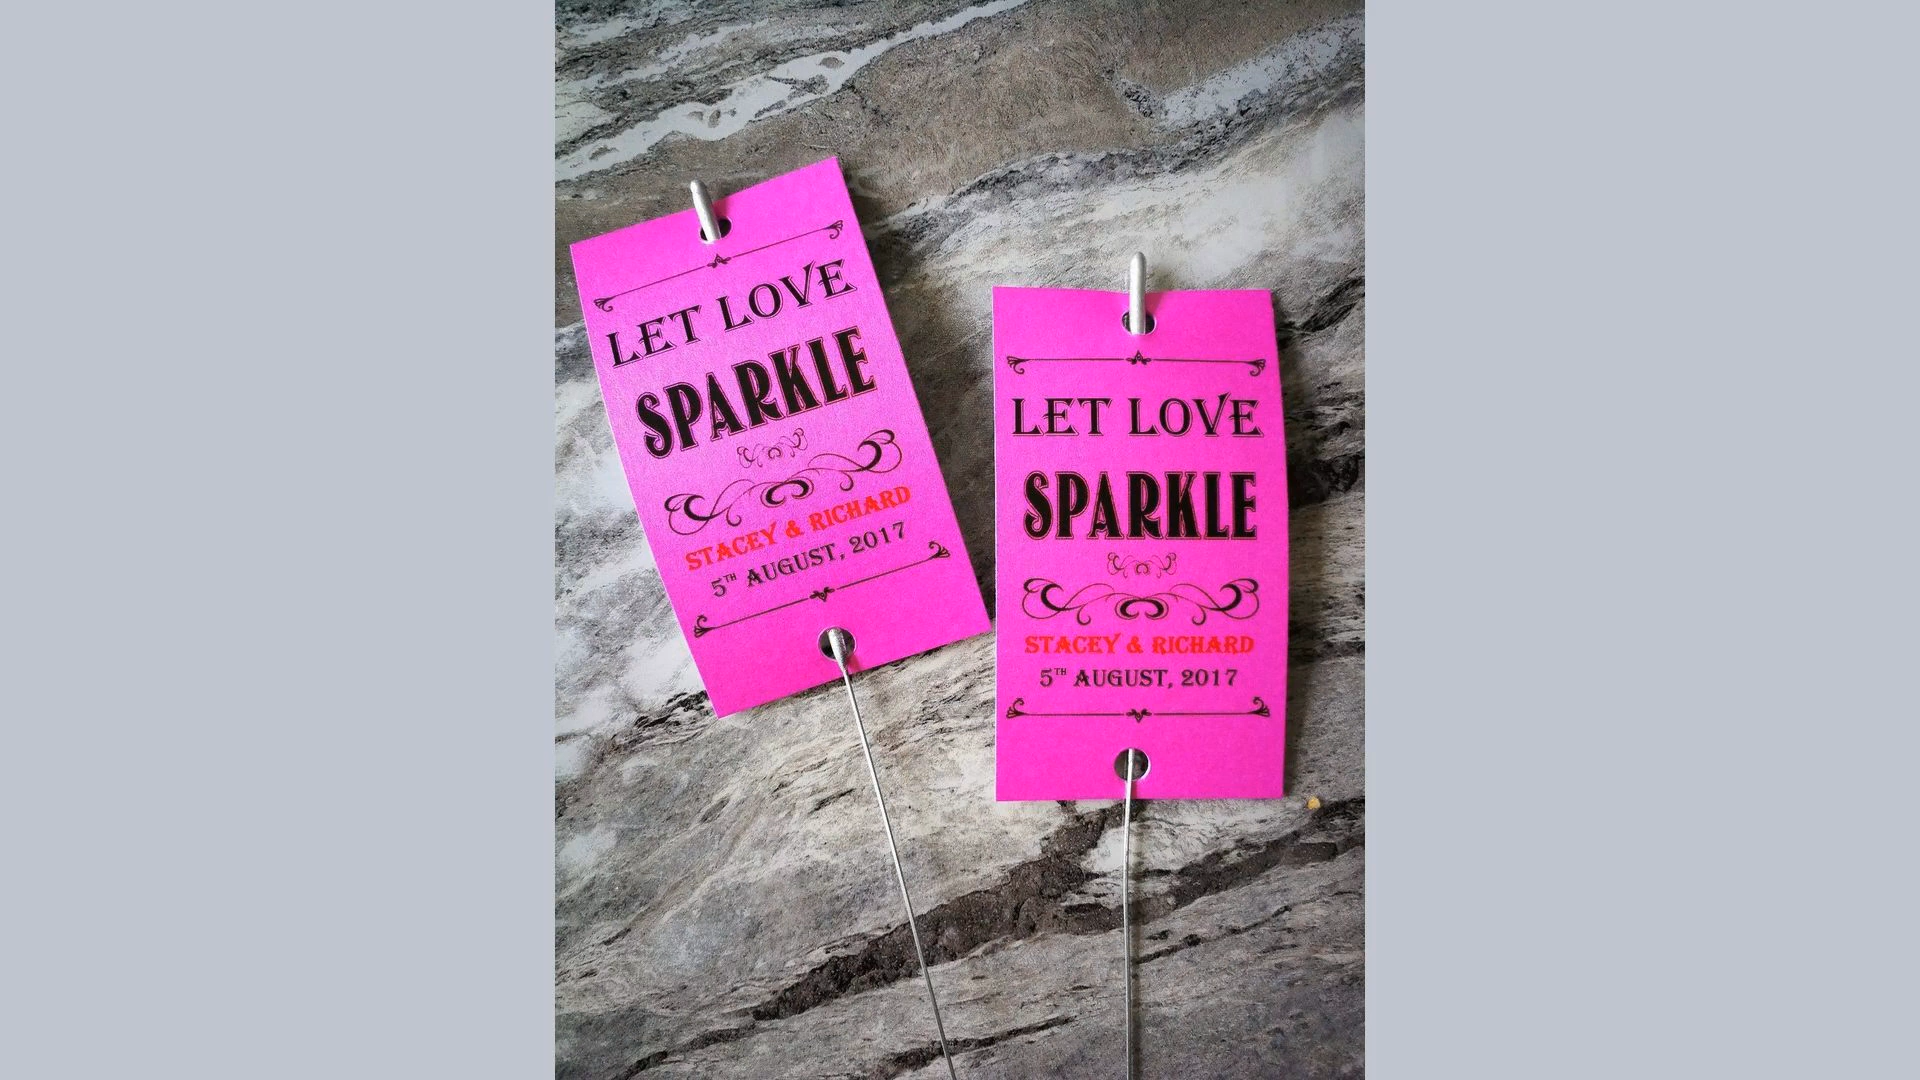 LET LOVE
SPARKLE
STACEY & RICHARD
5TH AUGUST, 2017
LET LOVE
SPARKLE
STACEY & RICHARD
5TH AUGUST, 2017